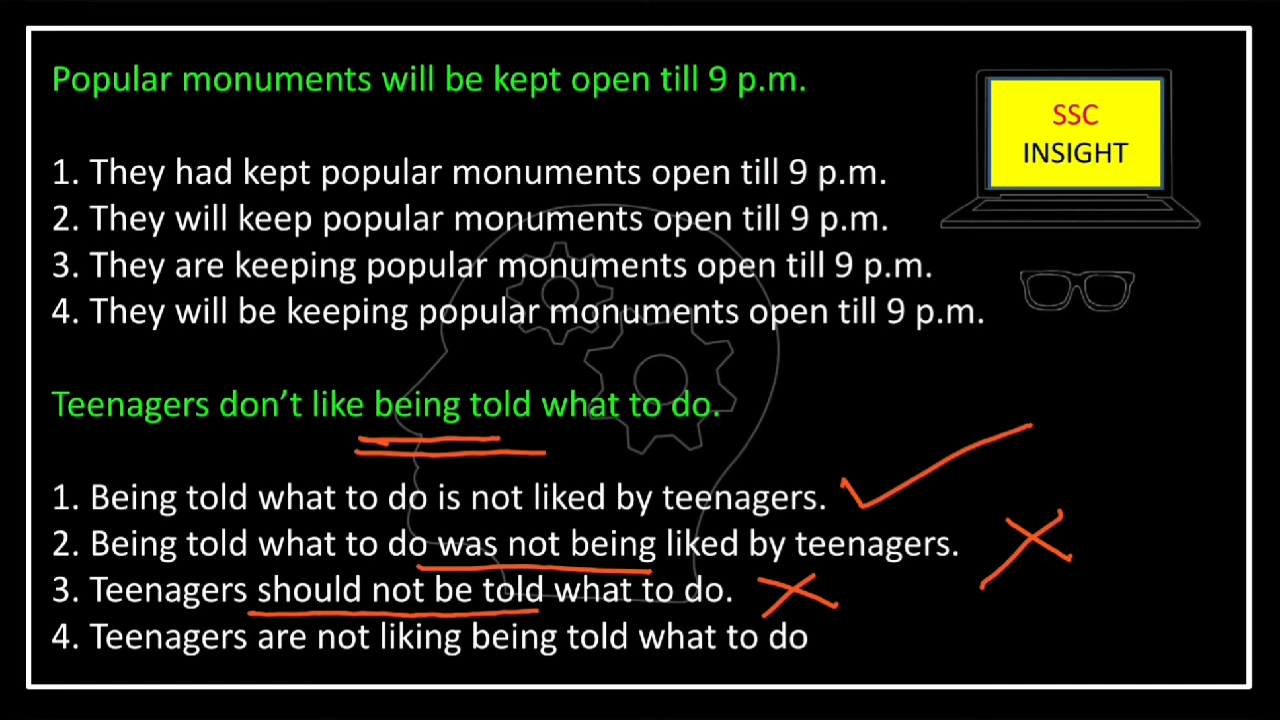 Popular monuments will be kept open till 9 p.m.
SSC
INSIGHT
1. They had kept popular monuments open till 9 p.m.
2. They will keep popular monuments open till 9 p.m.
3. They are keeping popular monuments open till 9 p.m.
4. They will be keeping popular monuments open till 9 p.m.
Teenagers don’t like being told what to do.
1. Being told what to do is not liked by teenagers.
2. Being told what to do was not being liked by teenagers.
3. Teenagers should not be told what to do.
4. Teenagers are not liking being told what to do